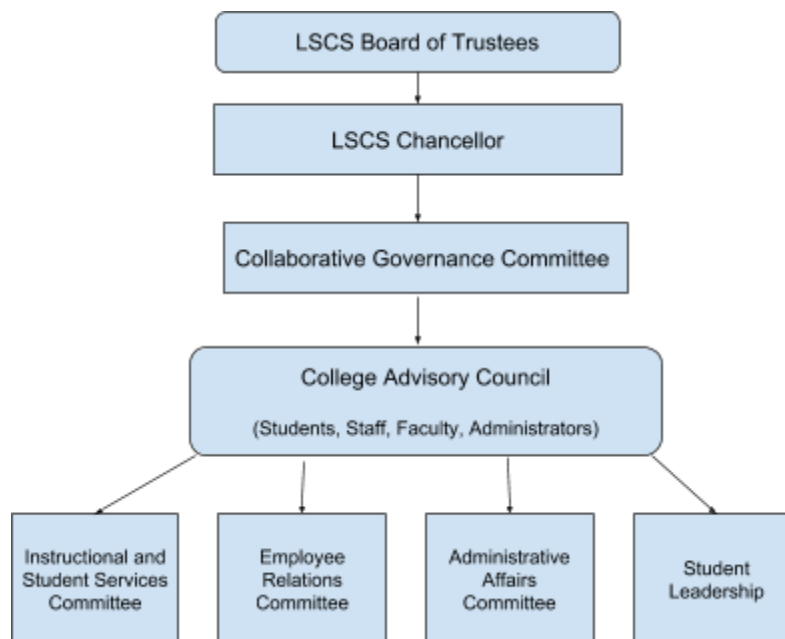 LSCS Board of Trustees
LSCS Chancellor
Collaborative Governance Committee
College Advisory Council
(Students, Staff, Faculty, Administrators)
Instructional and
Student Services
Committee
Employee
Relations
Committee
Administrative
Affairs
Committee
Student
Leadership